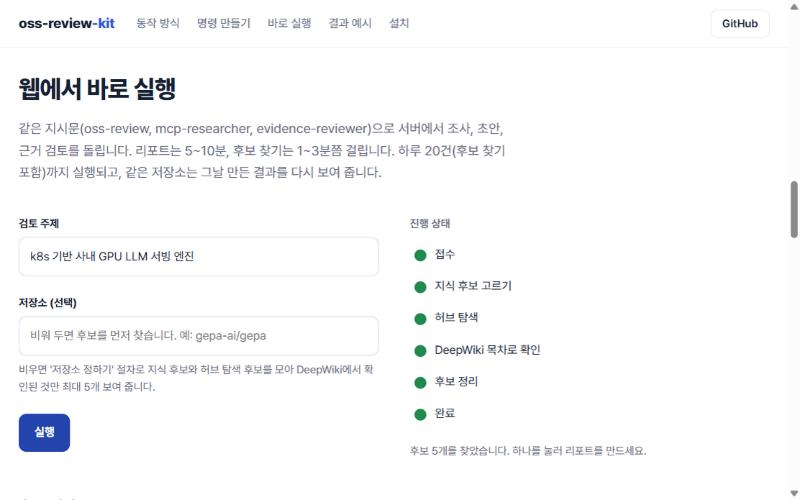 oss-review-kit 동작 방식 명령 만들기 바로 실행 결과 예시 설치 GitHub
웹에서 바로 실행
같은 지시문(oss-review, mcp-researcher, evidence-reviewer)으로 서버에서 조사, 초안,
근거 검토를 돌립니다. 리포트는 5~10분, 후보 찾기는 1~3분쯤 걸립니다. 하루 20건(후보 찾기
포함)까지 실행되고, 같은 저장소는 그날 만든 결과를 다시 보여 줍니다.
검토 주제
k8s 기반 사내 GPU LLM 서빙 엔진
저장소 (선택)
비워 두면 후보를 먼저 찾습니다. 예: gepa-ai/gepa
비우면 '저장소 정하기' 절차로 지식 후보와 허브 탐색 후보를 모아 DeepWiki에서 확
인된 것만 최대 5개 보여 줍니다.
실행
진행 상태
접수
지식 후보 고르기
허브 탐색
DeepWiki 목차로 확인
후보 정리
완료
후보 5개를 찾았습니다. 하나를 눌러 리포트를 만드세요.